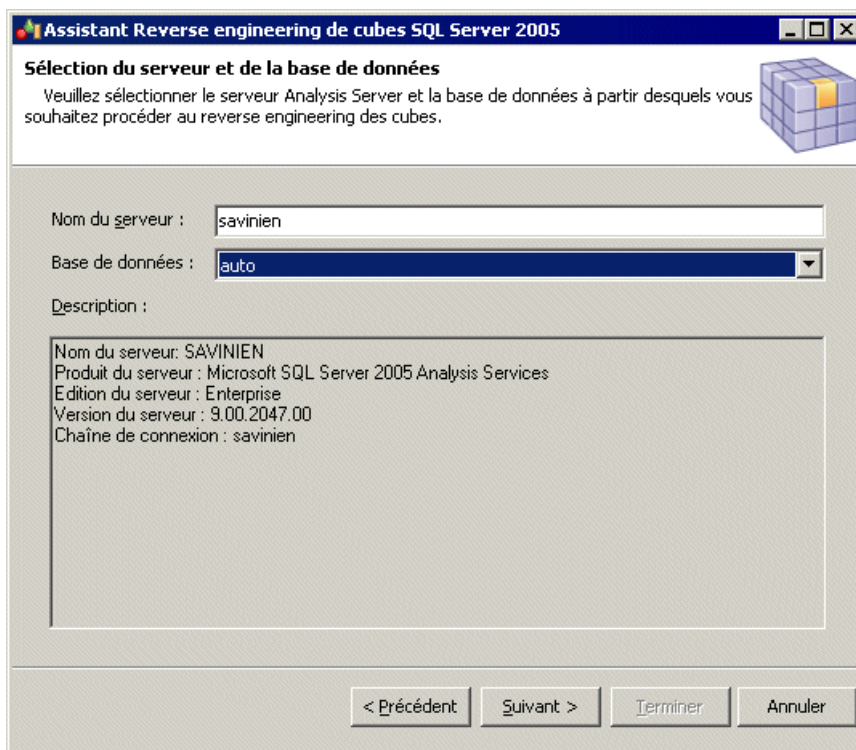 Assistant Reverse engineering de cubes SQL Server 2005
Sélection du serveur et de la base de données
Veuillez sélectionner le serveur Analysis Server et la base de données à partir desquels vous
souhaitez procéder au reverse engineering des cubes.
Nom du serveur : savinien
Base de données : auto
Description :
Nom du serveur: SAVINIEN
Produit du serveur : Microsoft SQL Server 2005 Analysis Services
Edition du serveur : Enterprise
Version du serveur : 9.00.2047.00
Chaîne de connexion : savinien
< Précédent Suivant > Terminer Annuler